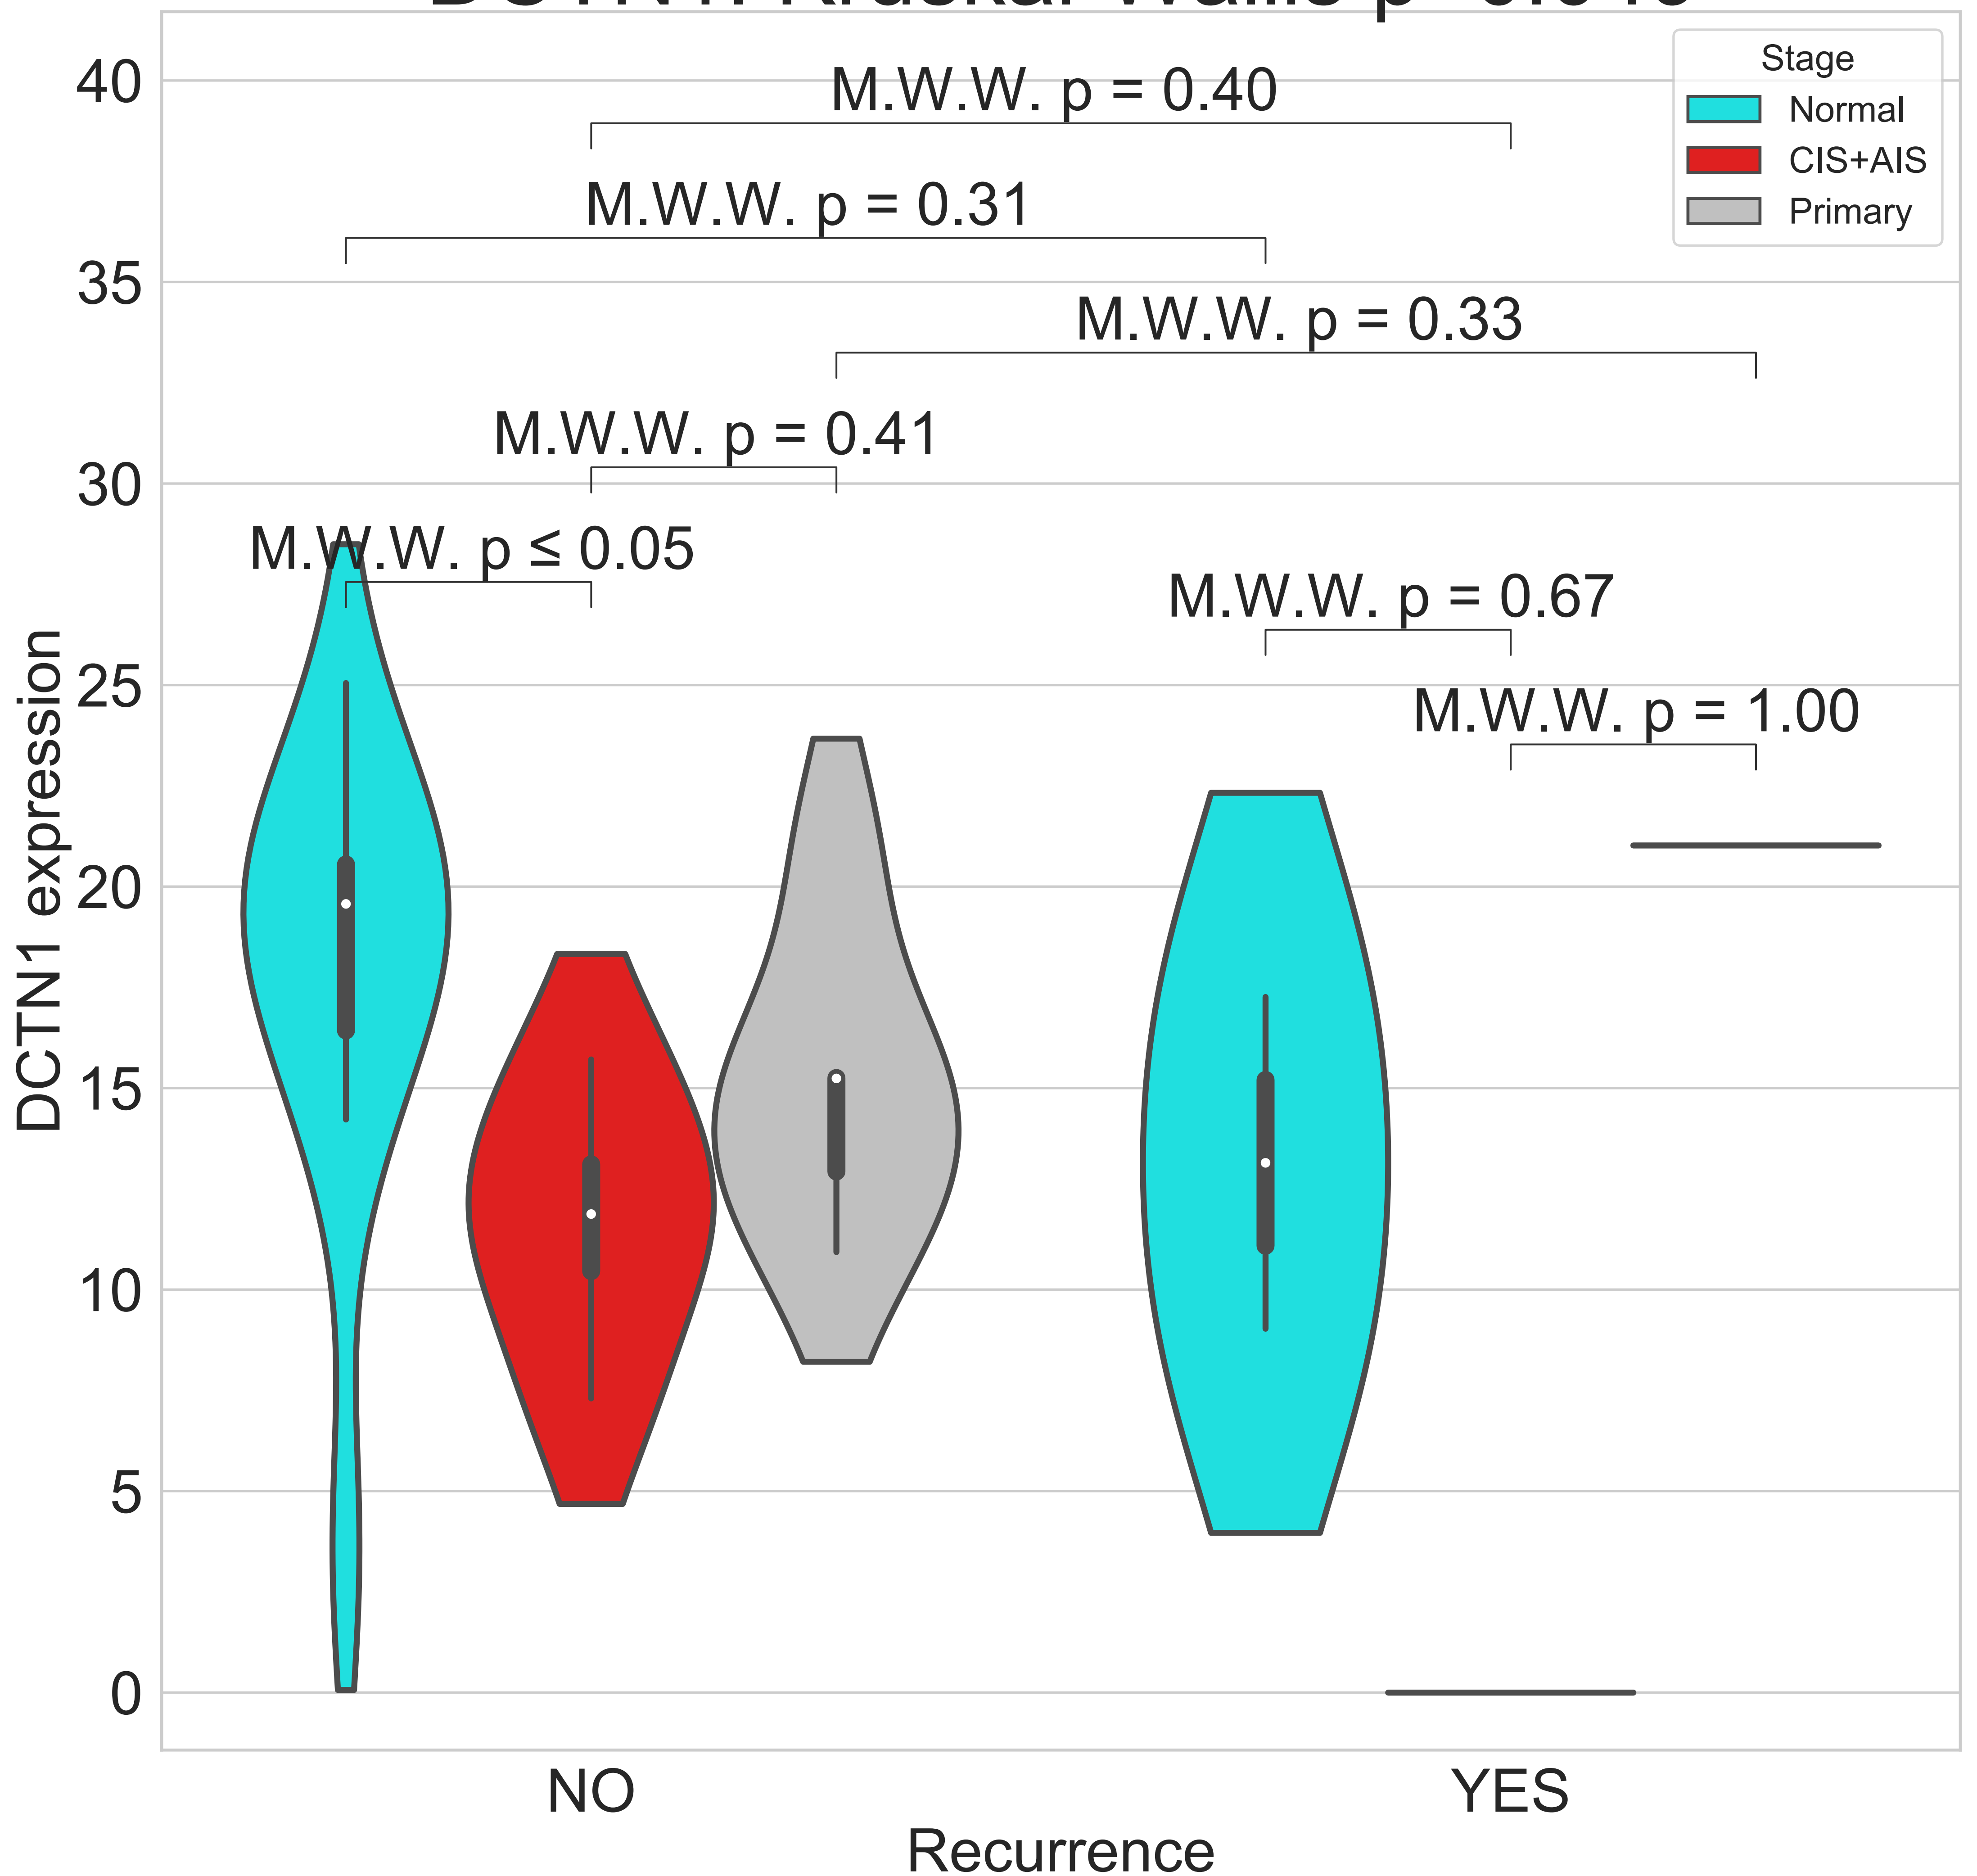 Stage
Normal
CIS+AIS
Primary
M.W.W. p = 0.40
M.W.W. p = 0.31
M.W.W. p = 0.33
M.W.W. p = 0.41
M.W.W. p ≤ 0.05
M.W.W. p = 0.67
M.W.W. p = 1.00
40
35
30
25
20
15
10
5
0
DCTN1 expression
NO
YES
Recurrence